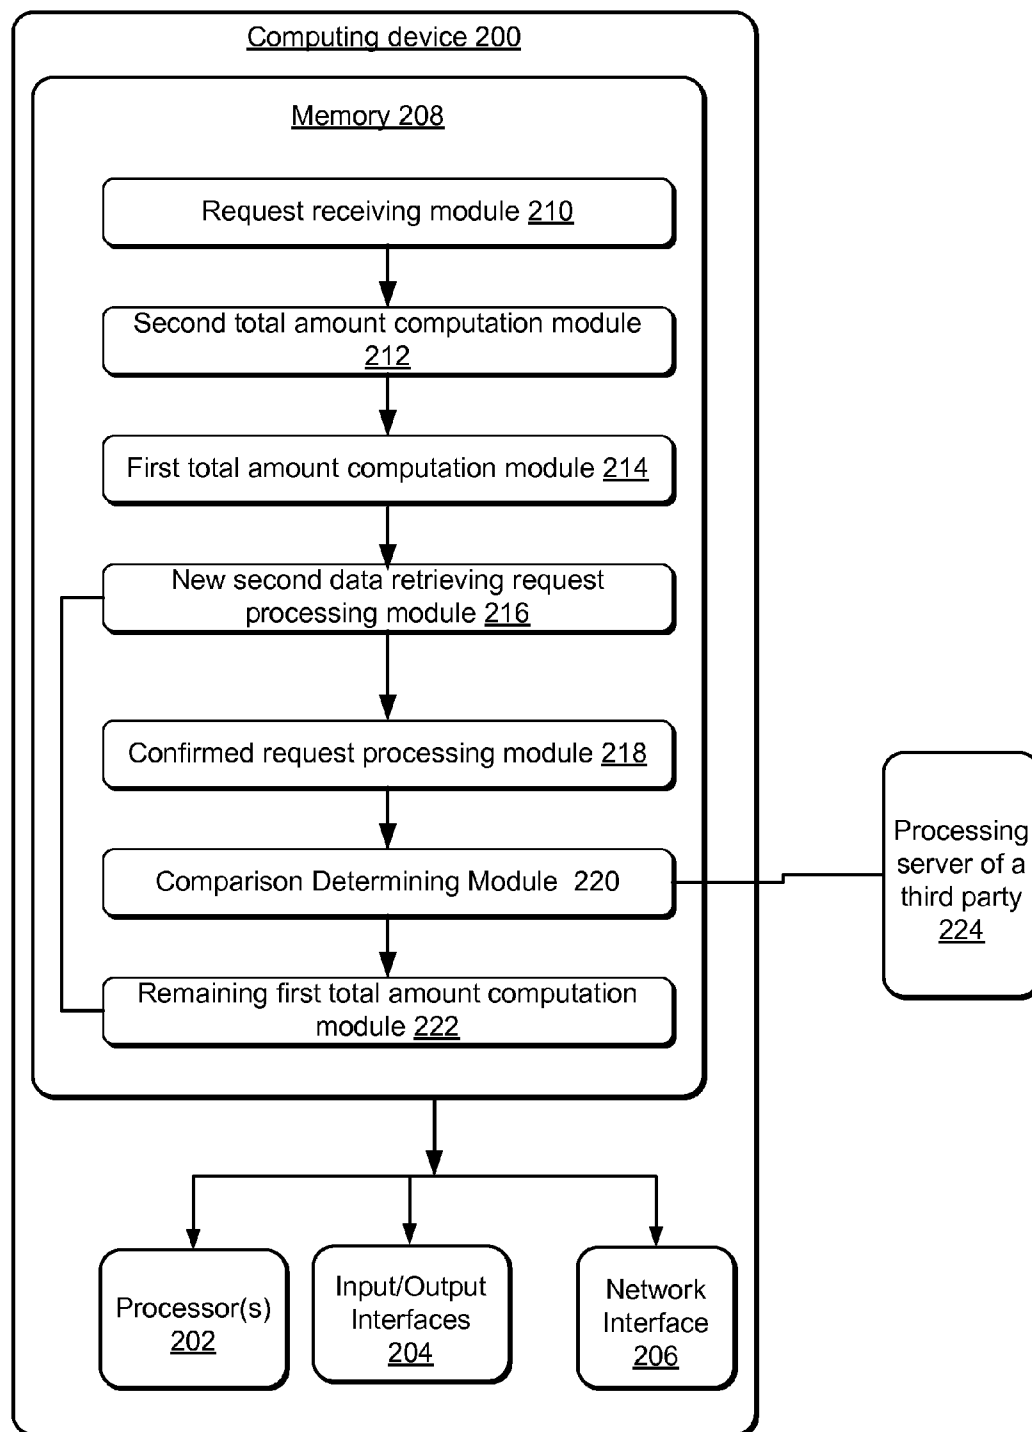 Computing device 200
Memory 208
Request receiving module 210
Second total amount computation module
212
First total amount computation module 214
New second data retrieving request
processing module 216
Confirmed request processing module 218
Comparison Determining Module 220
Remaining first total amount computation
module 222
Processing
server of a
third party
224
Processor(s)
202
Input/Output
Interfaces
204
Network
Interface
206